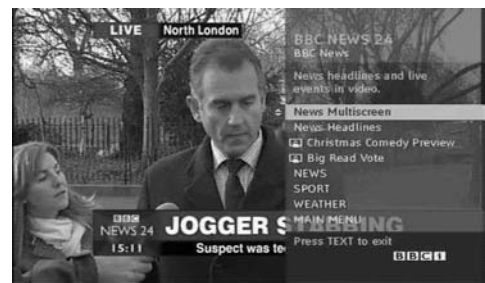 LIVE North London
BBC NEWS 24
BBC News
News headlines and live
events in video.
News Multiscreen
News Headlines
Christmas Comedy Preview
Big Read Vote
NEWS
SPORT
WEATHER
MAIN MENU
Press TEXT to exit
BBC 1
BBC
NEWS 24
15:11
JOGGER STABBING
Suspect was